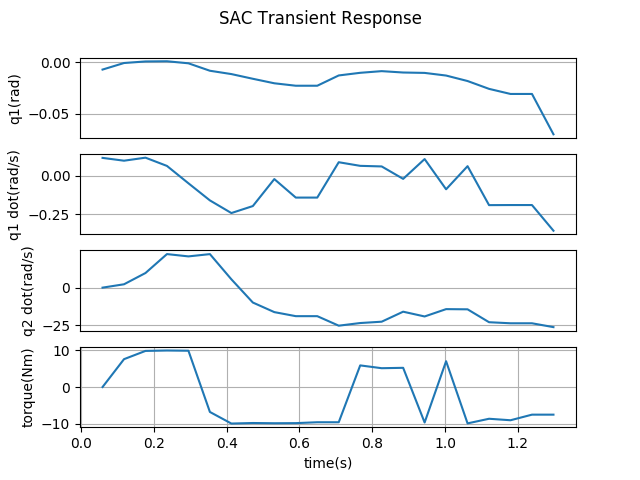 SAC Transient Response
0.00
−0.05
q1(rad)
0.00
−0.25
q1 dot(rad/s)
0
−25
q2 dot(rad/s)
10
0
−10
torque(Nm)
0.0 0.2 0.4 0.6 0.8 1.0 1.2
time(s)